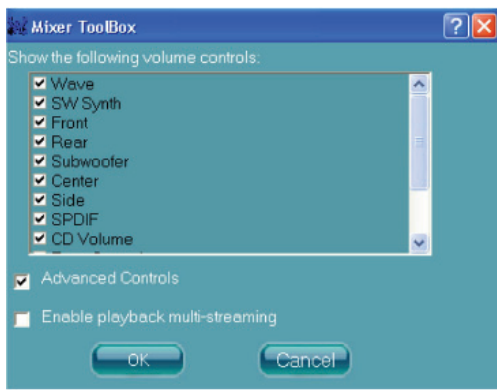 Mixer ToolBox
Show the following volume controls:
Wave
SW Synth
Front
Rear
Subwoofer
Center
Side
SPDIF
CD Volume
Advanced Controls
Enable playback multi-streaming
OK
Cancel